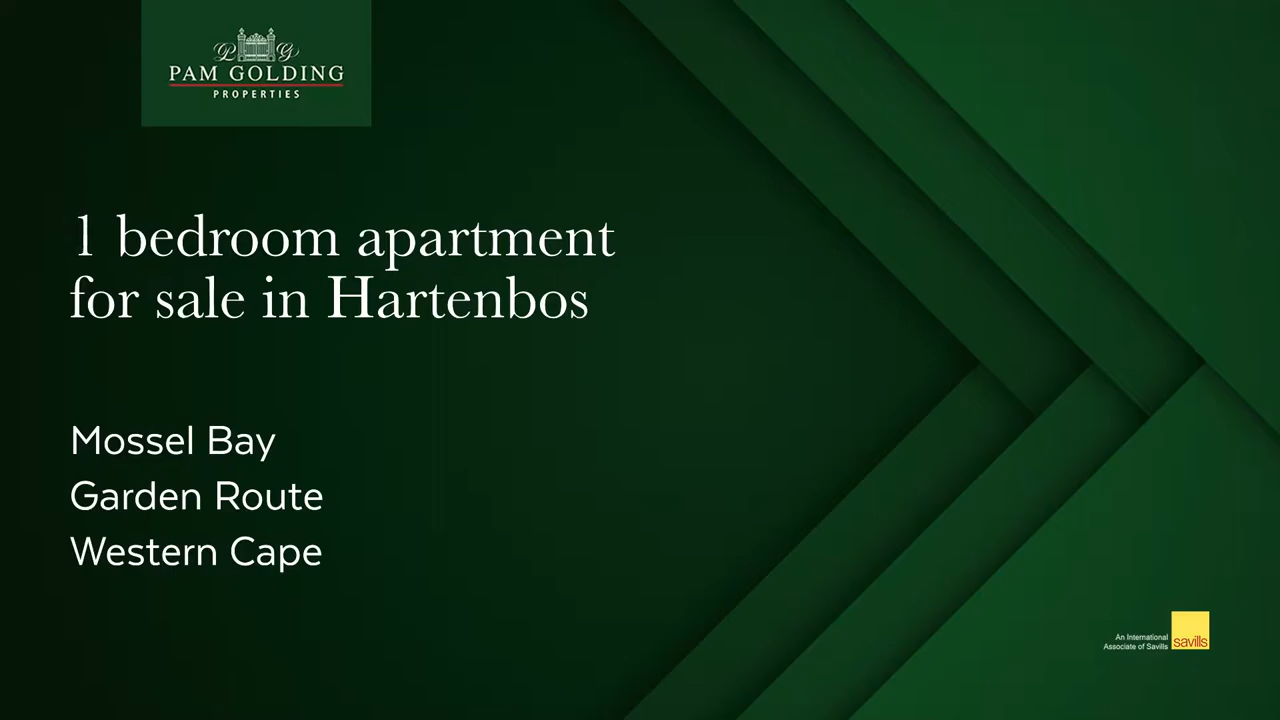 P G
PAM GOLDING
PROPERTIES
1 bedroom apartment
for sale in Hartenbos
Mossel Bay
Garden Route
Western Cape
An International
Associate of Savills
savills